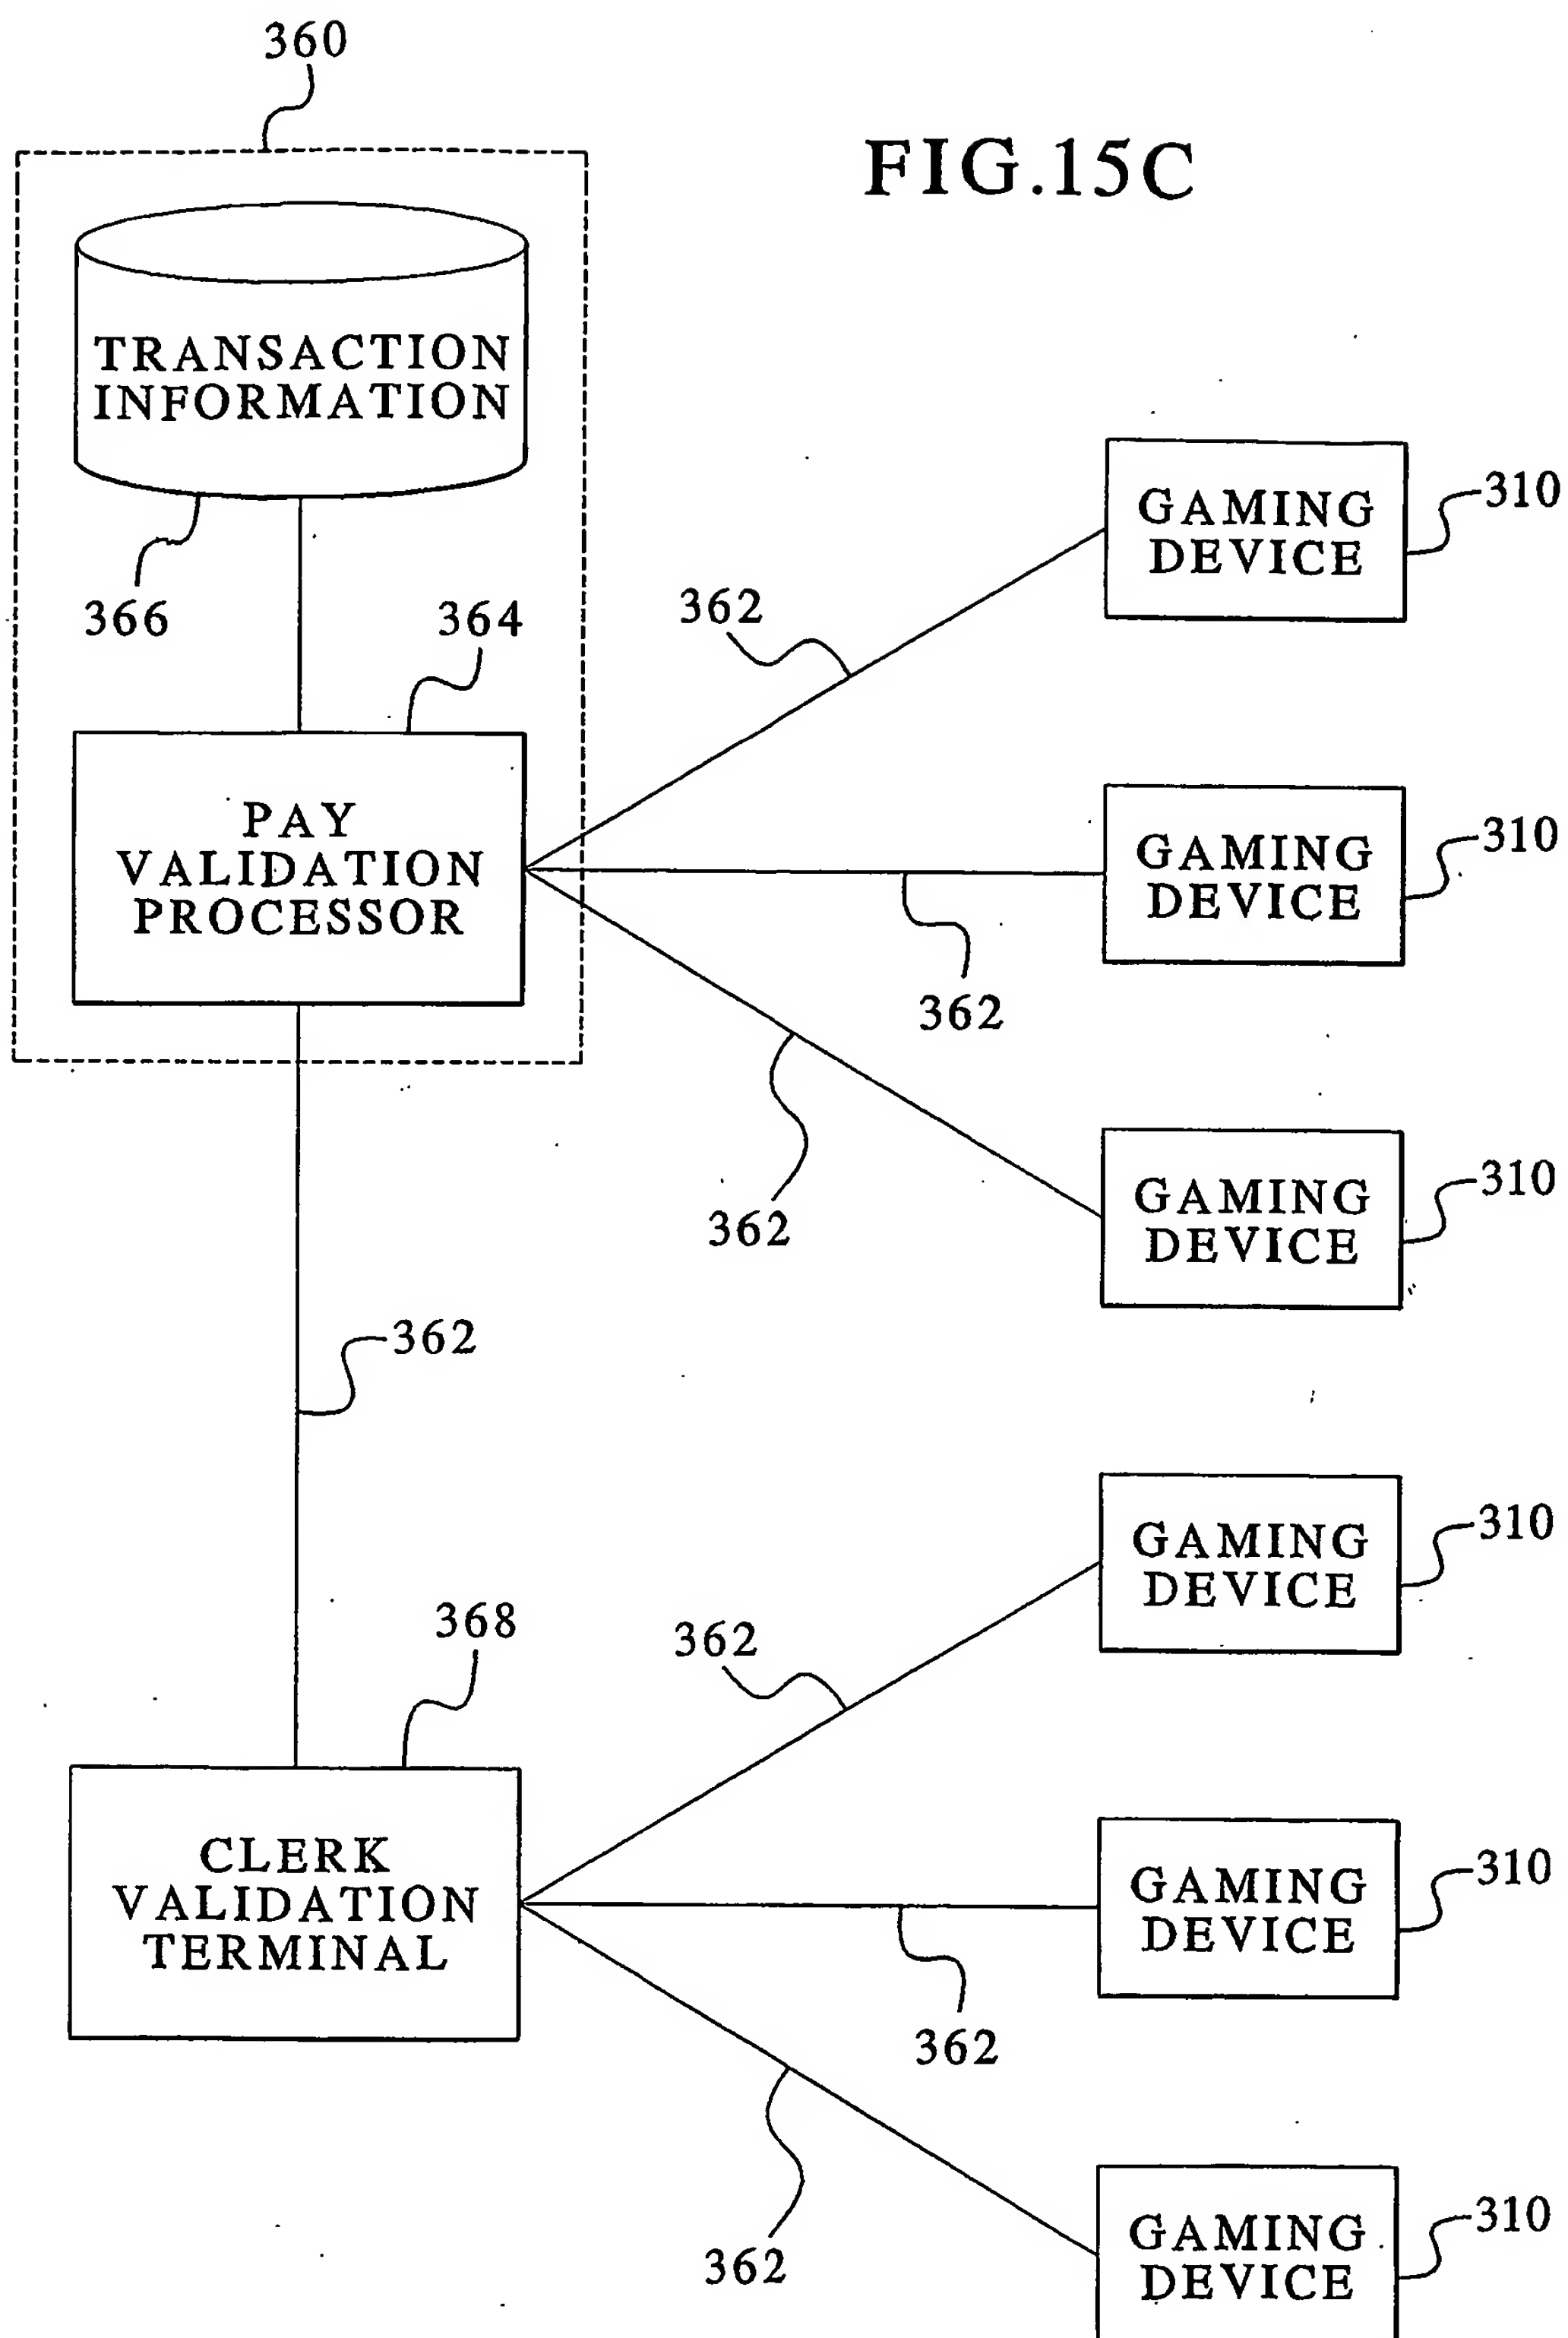 360
FIG.15C
TRANSACTION
INFORMATION
366
364
362
GAMING
DEVICE
310
PAY
VALIDATION
PROCESSOR
GAMING
DEVICE
310
362
362
GAMING
DEVICE
310
362
368
362
GAMING
DEVICE
310
CLERK
VALIDATION
TERMINAL
GAMING
DEVICE
310
362
362
GAMING
DEVICE
310